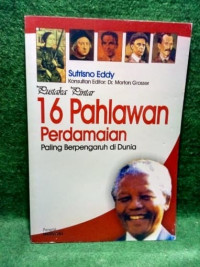 Sutrisno Eddy
Konsultan Editor: Dr. Morton Grosser
Pustaka Pintar
16 Pahlawan
Perdamaian
Paling Berpengaruh di Dunia